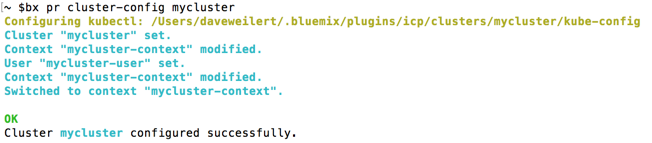 [~ $bx pr cluster-config mycluster
Configuring kubectl: /Users/daveweilert/.bluemix/plugins/icp/clusters/mycluster/kube-config
Cluster "mycluster" set.
Context "mycluster-context" modified.
User "mycluster-user" set.
Context "mycluster-context" modified.
Switched to context "mycluster-context".
OK
Cluster mycluster configured successfully.